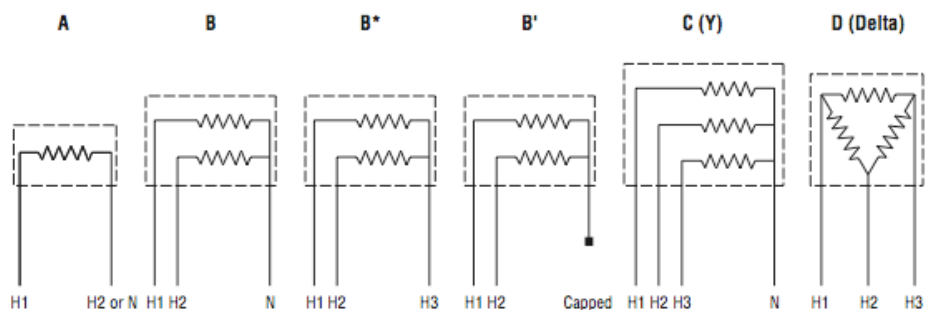 A B B* B' C (Y) D (Delta)
H1 H2 or N H1 H2 N H1 H2 H3 H1 H2 Capped H1 H2 H3 N H1 H2 H3